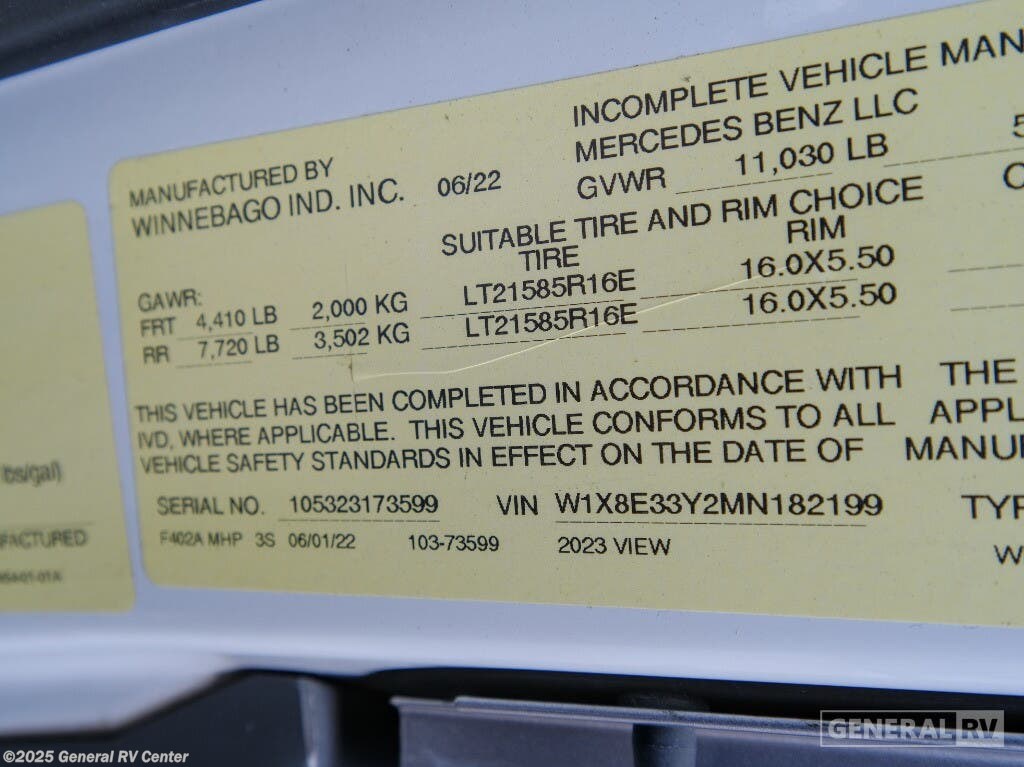 INCOMPLETE VEHICLE MAN
MERCEDES BENZ LLC
MANUFACTURED BY
WINNEBAGO IND. INC. 06/22
GVWR 11,030 LB 5
SUITABLE TIRE AND RIM CHOICE
TIRE RIM
GAWR:
FRT 4,410 LB 2,000 KG LT21585R16E 16.0X5.50
RR 7,720 LB 3,502 KG LT21585R16E 16.0X5.50
THIS VEHICLE HAS BEEN COMPLETED IN ACCORDANCE WITH THE
IVD, WHERE APPLICABLE. THIS VEHICLE CONFORMS TO ALL APPL
VEHICLE SAFETY STANDARDS IN EFFECT ON THE DATE OF MANU
SERIAL NO. 105323173599 VIN W1X8E33Y2MN182199 TYP
F402A MHP 3S 06/01/22 103-73599 2023 VIEW W
lbs/gal)
FACTURED
GENERAL RV
©2025 General RV Center